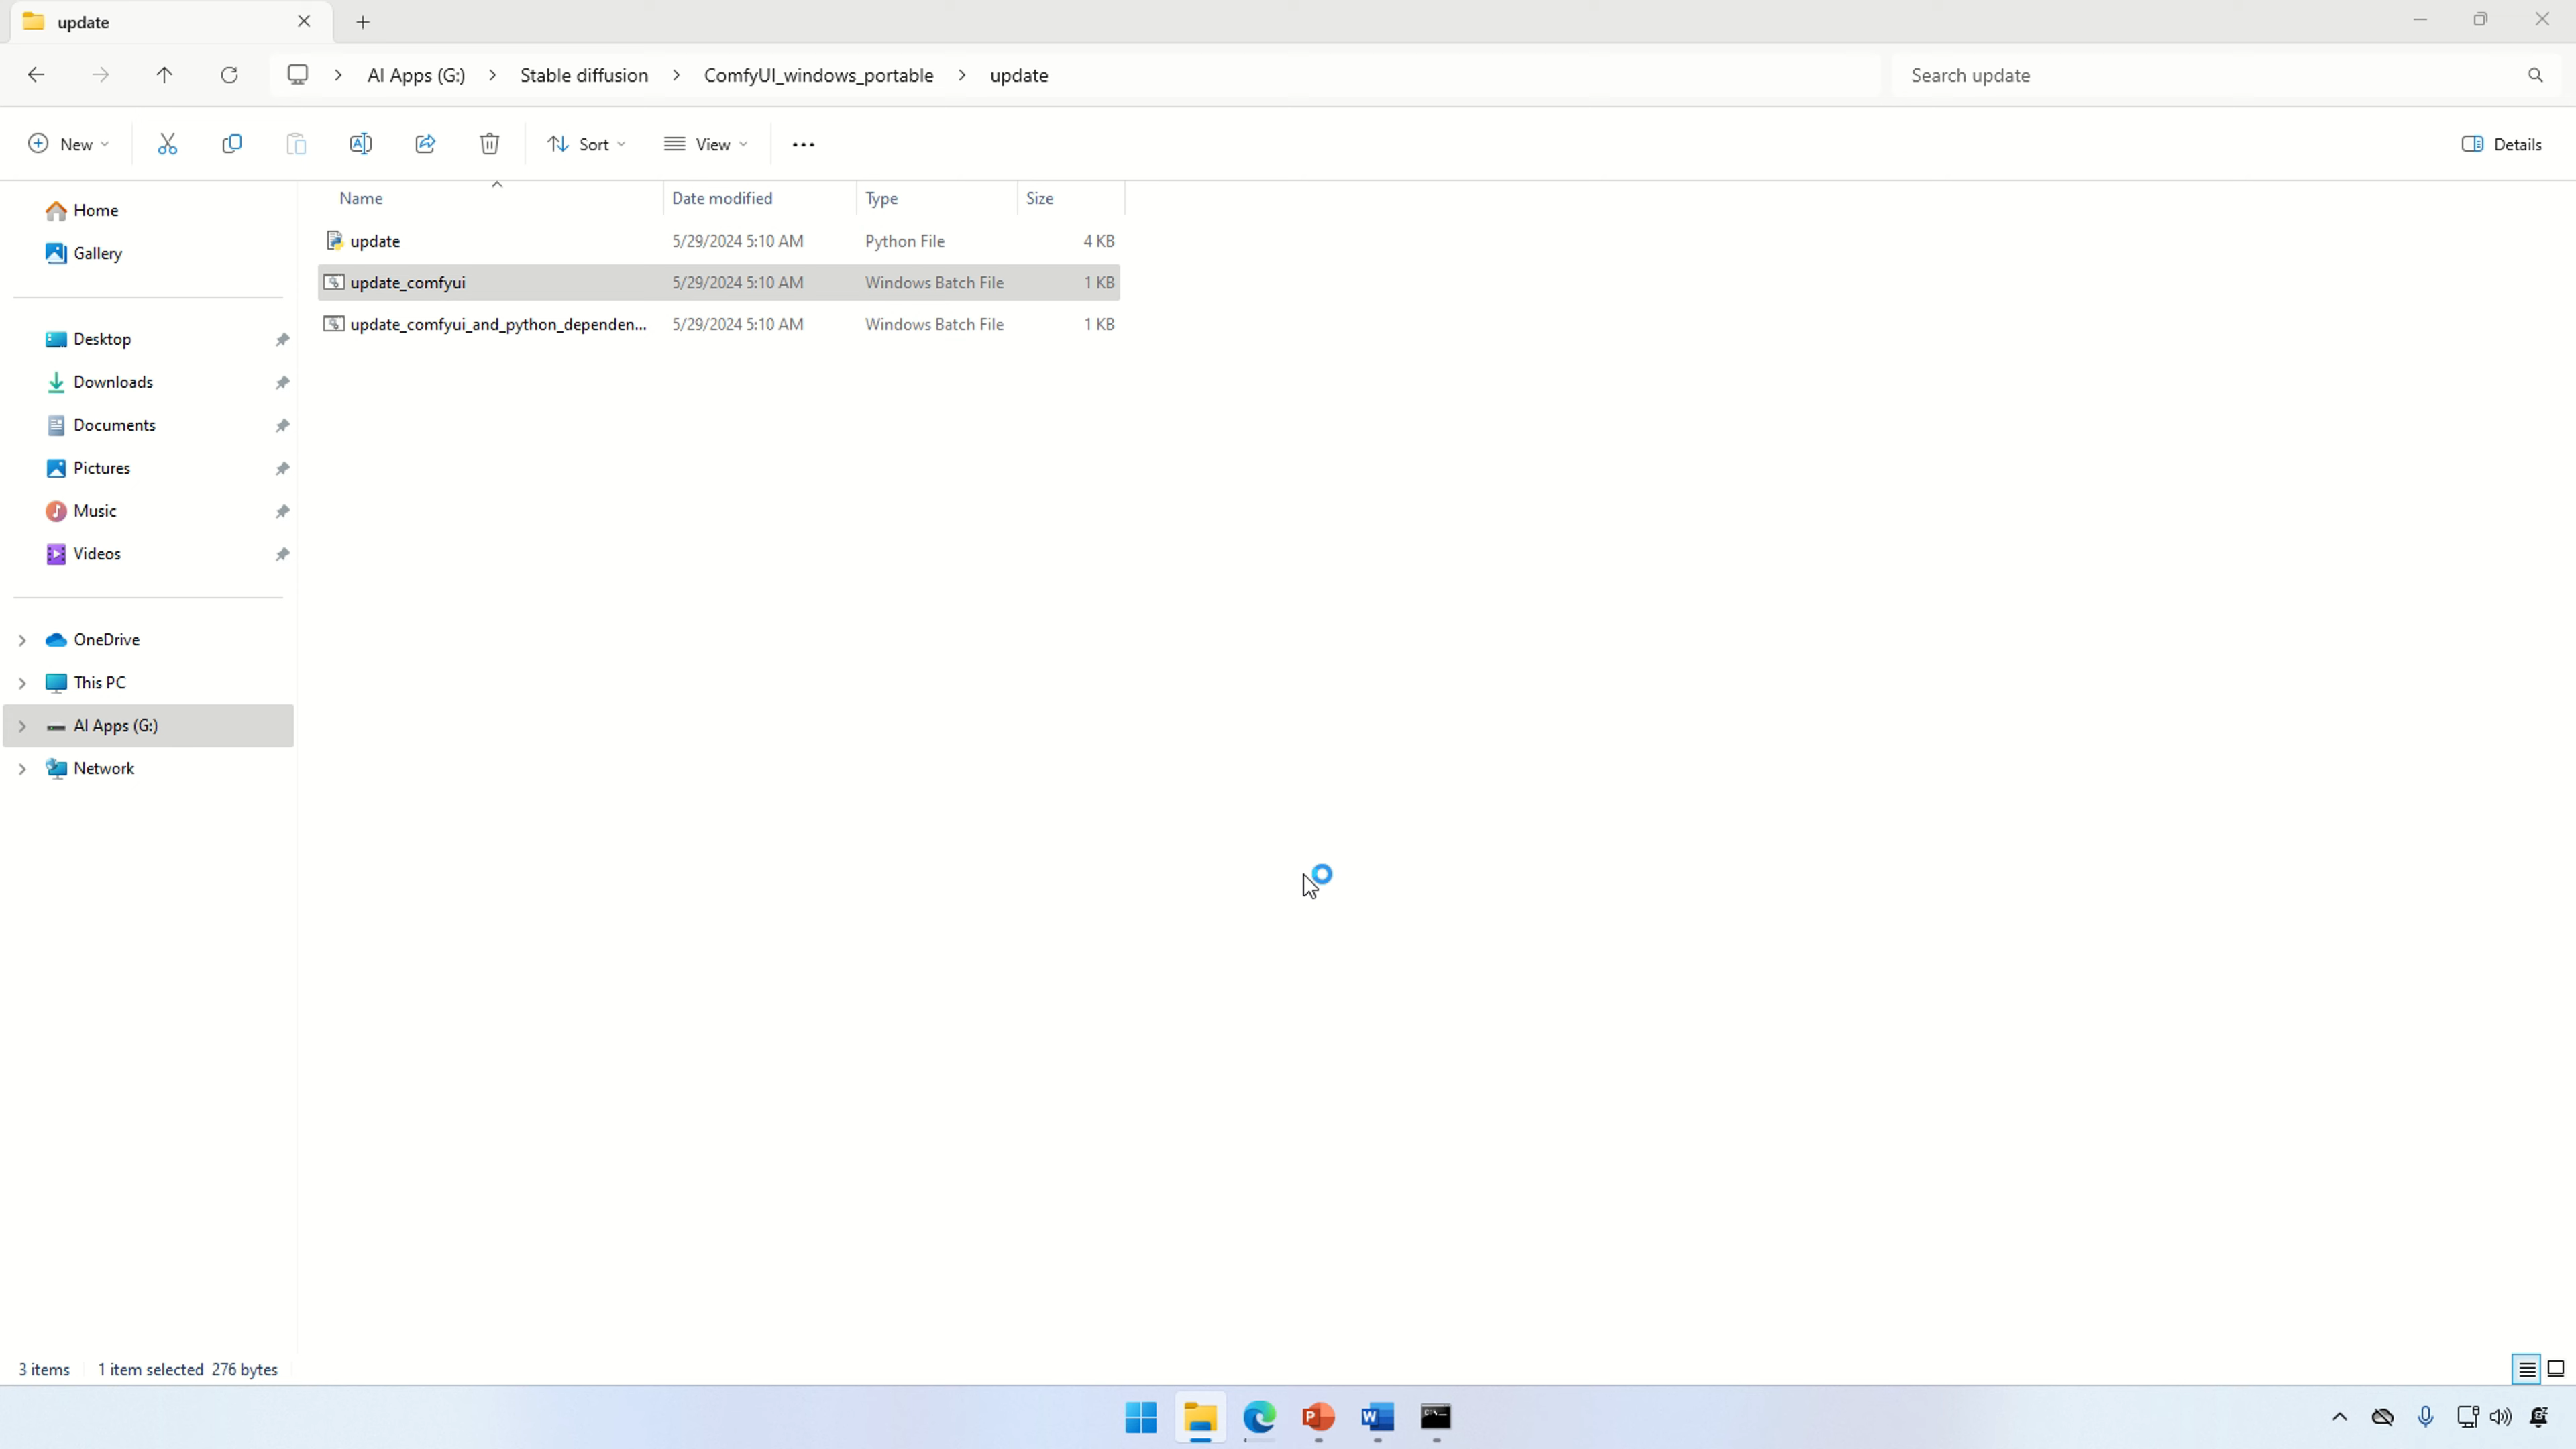 update
AI Apps (G:) Stable diffusion ComfyUI_windows_portable update Search update
New Sort View Details
Name Date modified Type Size
Home
Gallery
Desktop
Downloads
Documents
Pictures
Music
Videos
OneDrive
This PC
AI Apps (G:)
Network
update 5/29/2024 5:10 AM Python File 4 KB
update_comfyui 5/29/2024 5:10 AM Windows Batch File 1 KB
update_comfyui_and_python_dependen... 5/29/2024 5:10 AM Windows Batch File 1 KB
3 items 1 item selected 276 bytes